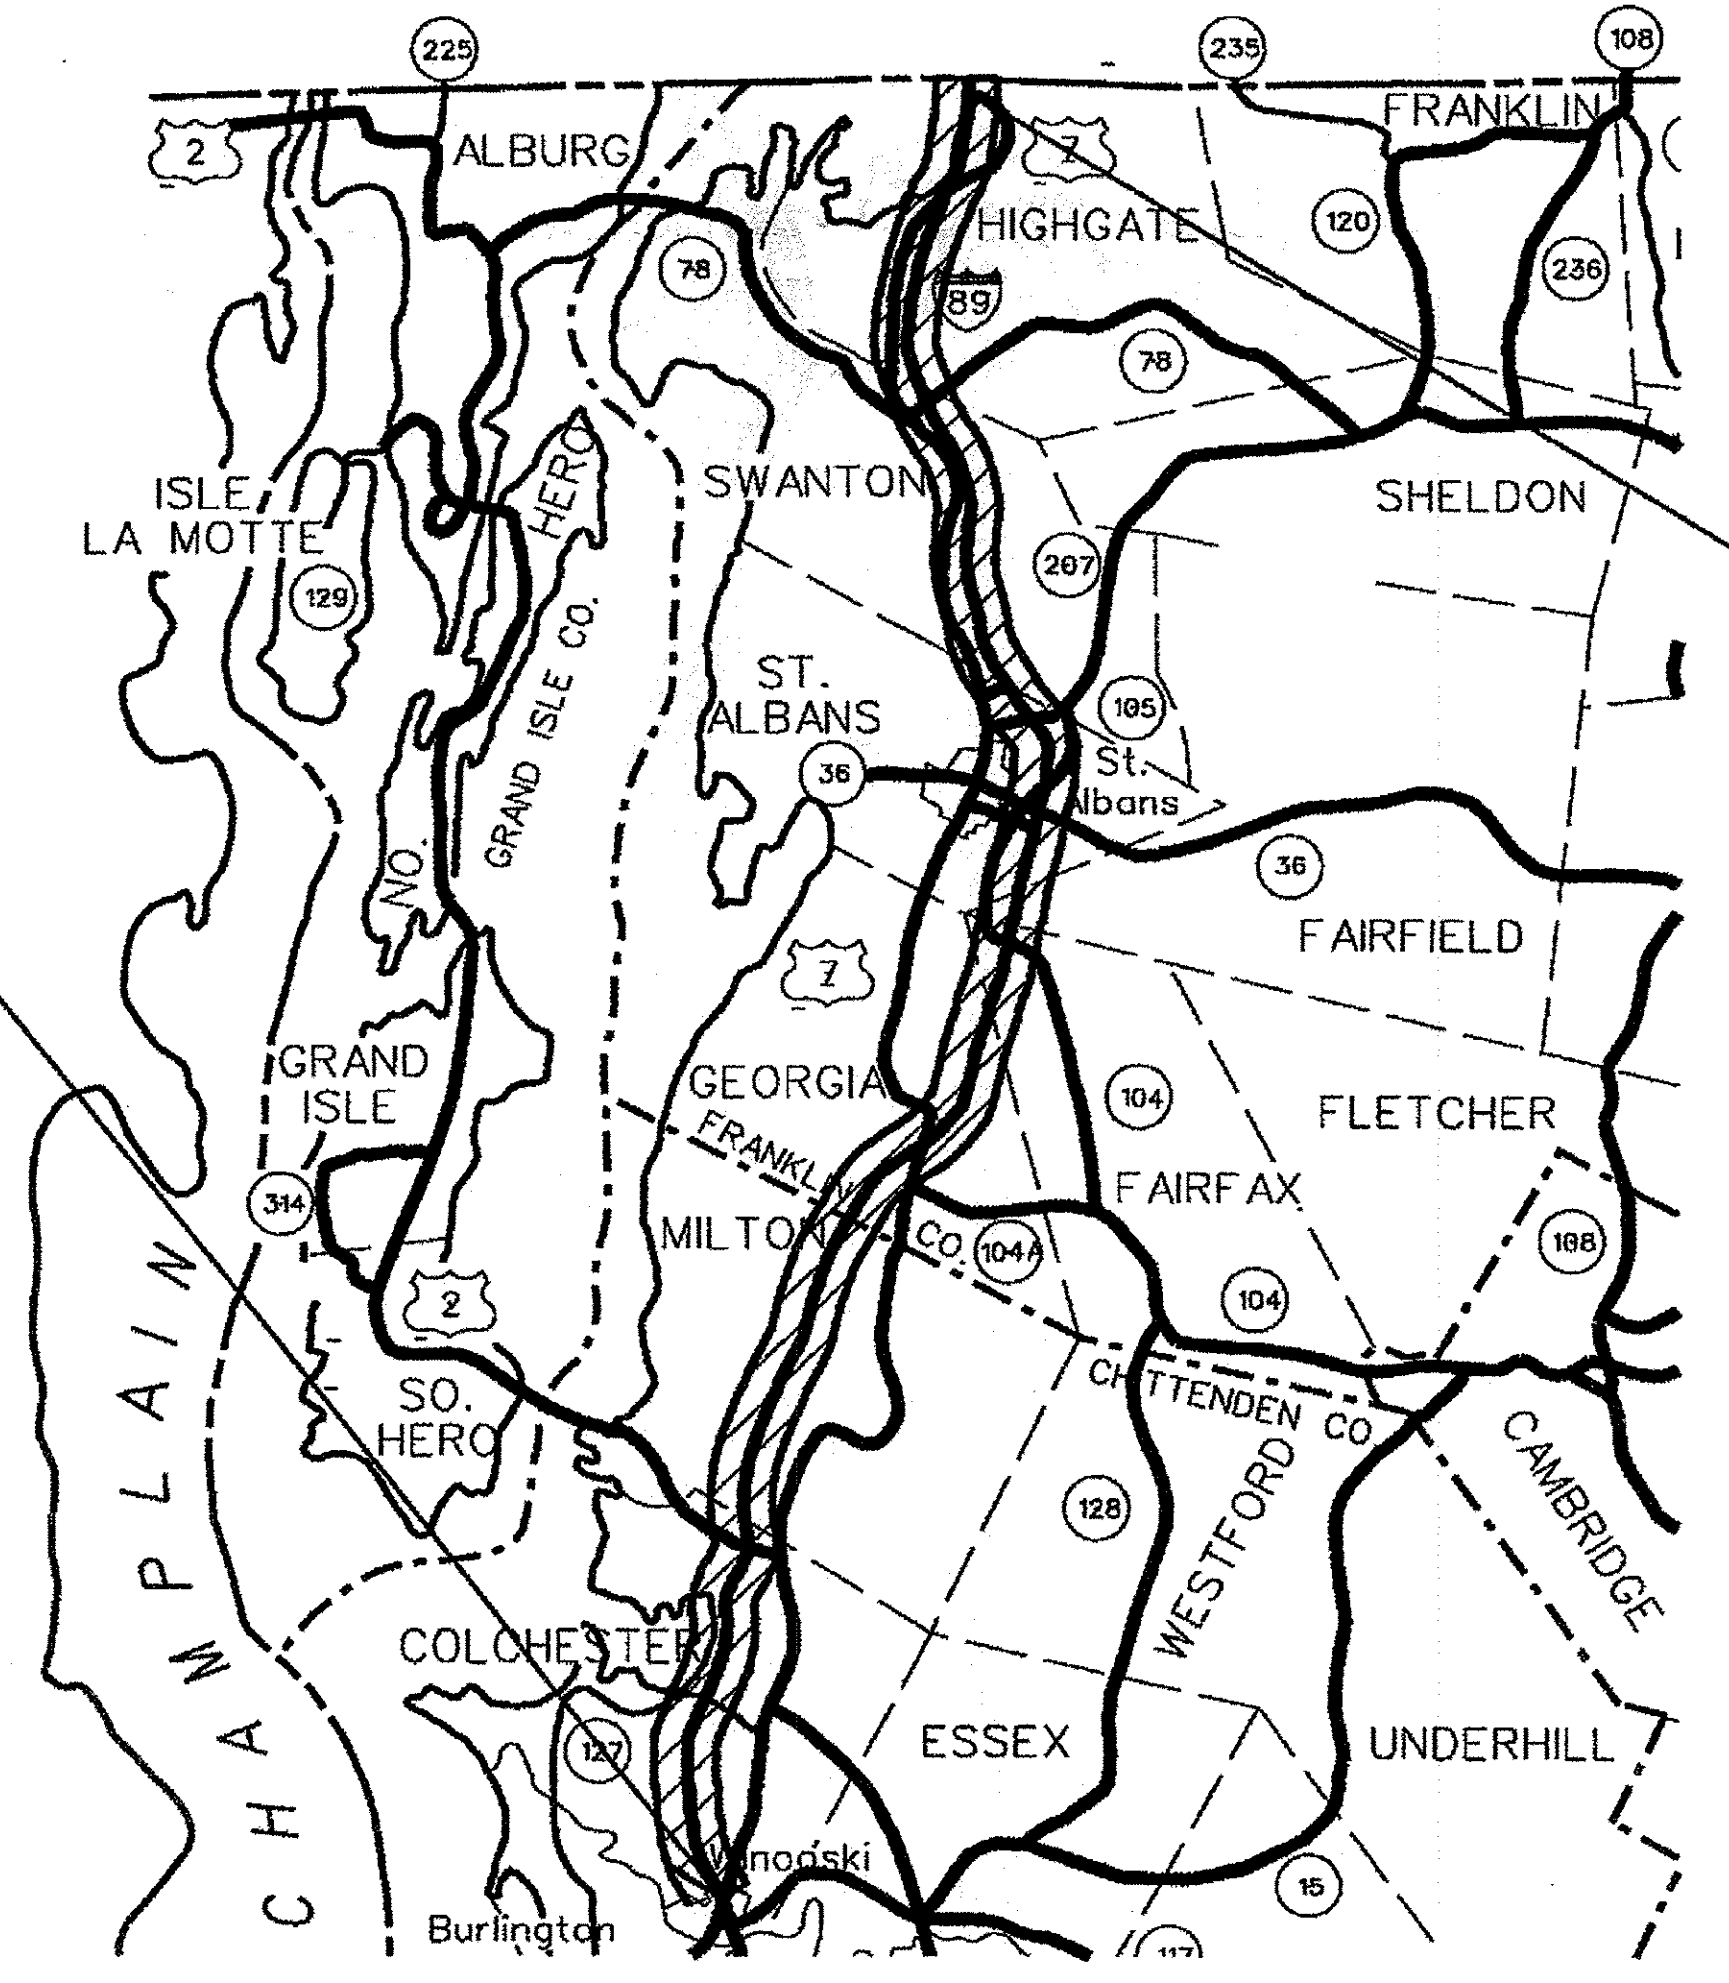 225
235
108
2
ALBURG
7
FRANKLIN
HIGHGATE
120
78
89
236
78
HERO
SWANTON
ISLE
LA MOTTE
SHELDON
207
129
GRAND ISLE CO.
ST.
ALBANS
105
St.
Albans
36
NO.
36
FAIRFIELD
7
GRAND
ISLE
GEORGIA
104
FLETCHER
FRANKLIN
CO.
FAIRFAX
314
MILTON
104A
108
2
104
SO.
HERO
CHITTENDEN CO
128
WESTFORD
CAMBRIDGE
CHAMPLAIN
COLCHESTER
127
ESSEX
UNDERHILL
Winooski
15
Burlington
117